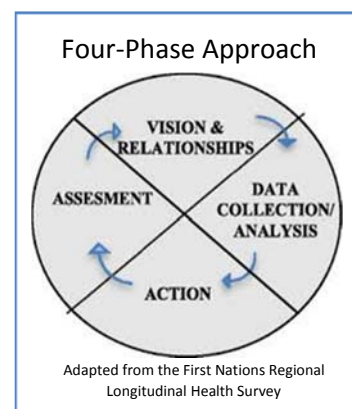 Four-Phase Approach
VISION &
RELATIONSHIPS
DATA
COLLECTION/
ANALYSIS
ACTION
ASSESMENT
Adapted from the First Nations Regional
Longitudinal Health Survey